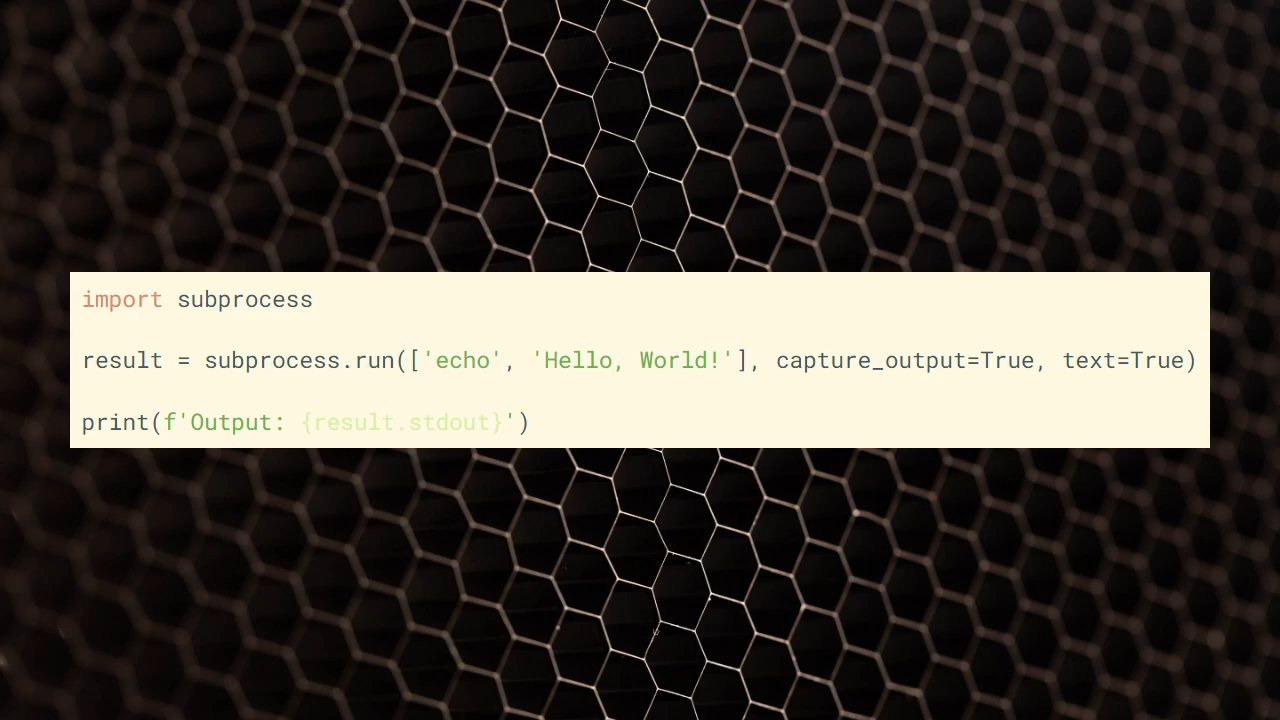 import subprocess
result = subprocess.run(['echo', 'Hello, World!'], capture_output=True, text=True)
print(f'Output: {result.stdout}')